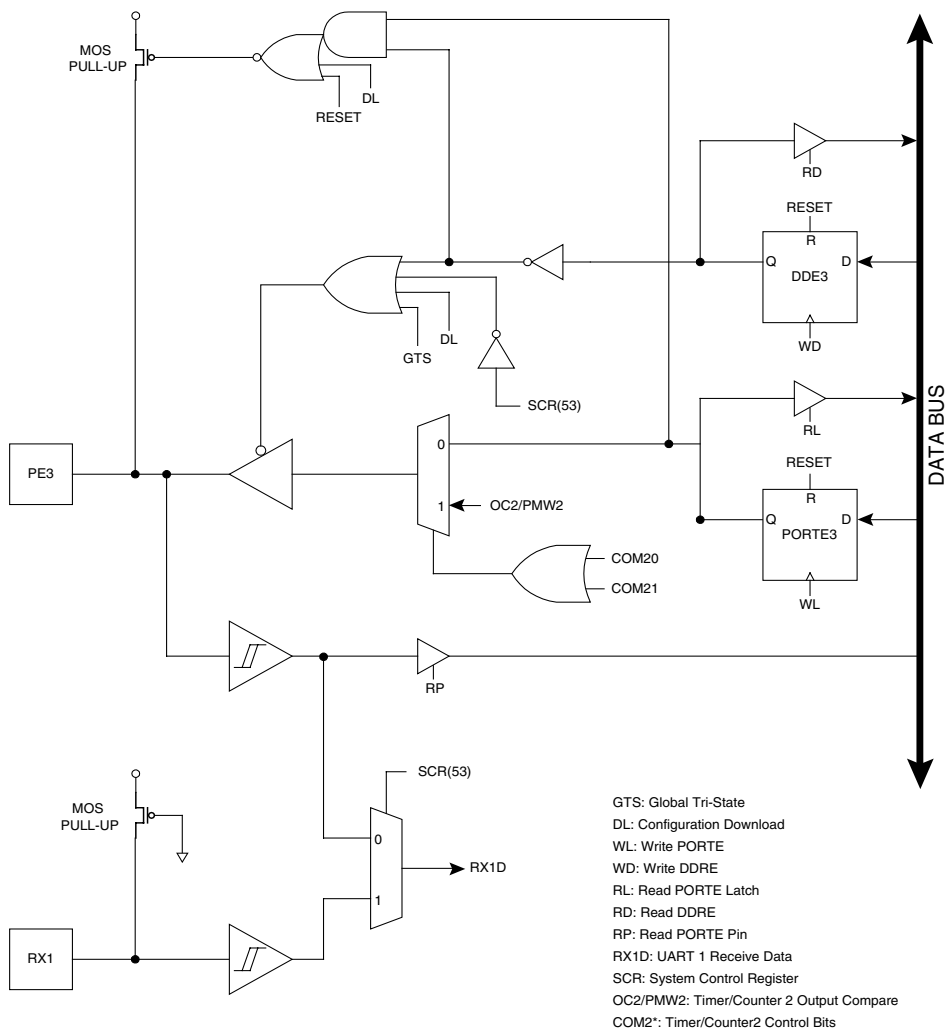 MOS
PULL-UP
DL
RESET
RD
RESET
R
Q
D
DDE3
WD
DL
GTS
SCR(53)
RL
DATA BUS
PE3
0
1
OC2/PMW2
RESET
R
Q
D
PORTE3
WL
COM20
COM21
RP
SCR(53)
MOS
PULL-UP
0
RX1D
1
RX1
GTS: Global Tri-State
DL: Configuration Download
WL: Write PORTE
WD: Write DDRE
RL: Read PORTE Latch
RD: Read DDRE
RP: Read PORTE Pin
RX1D: UART 1 Receive Data
SCR: System Control Register
OC2/PMW2: Timer/Counter 2 Output Compare
COM2*: Timer/Counter2 Control Bits